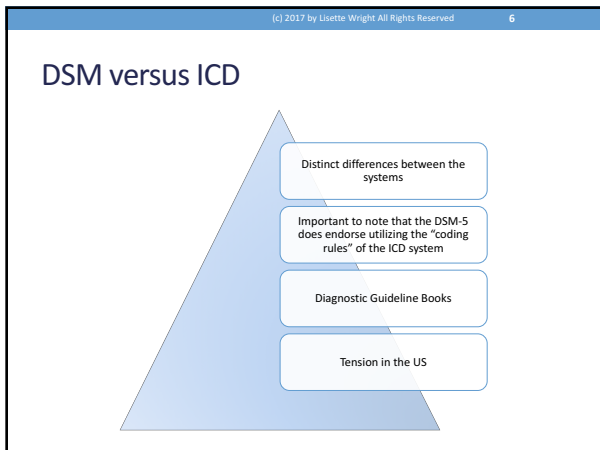 (c) 2017 by Lisette Wright All Rights Reserved 6
DSM versus ICD
Distinct differences between the
systems
Important to note that the DSM-5
does endorse utilizing the “coding
rules” of the ICD system
Diagnostic Guideline Books
Tension in the US